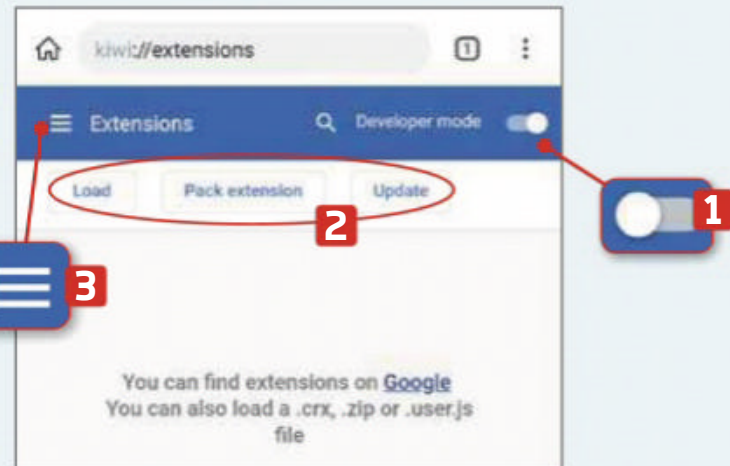 kiwi://extensions 1
Extensions Developer mode
Load Pack extension Update
1
2
3
You can find extensions on Google
You can also load a .crx, .zip or .user.js
file